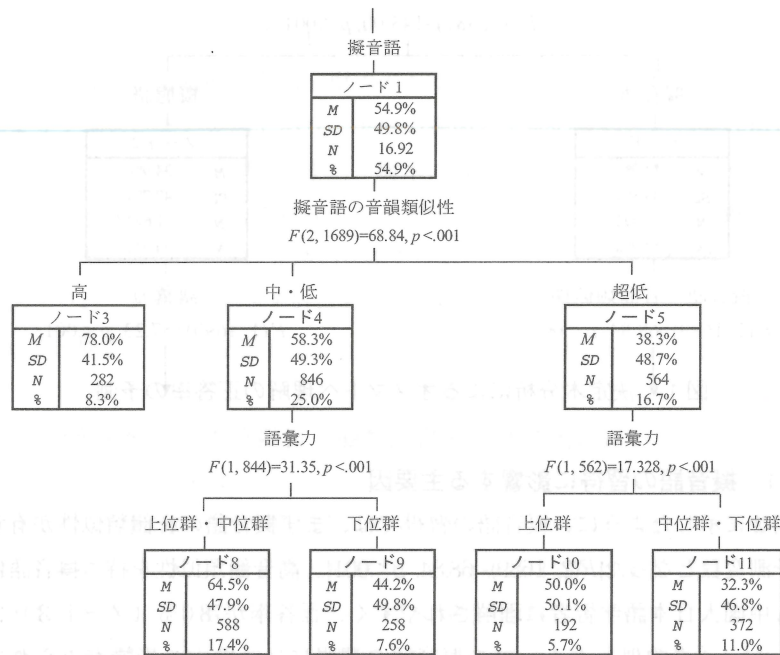 擬音語
ノード 1
M 54.9%
SD 49.8%
N 16.92
% 54.9%
擬音語の音韻類似性
F(2, 1689)=68.84, p<.001
高
中・低
超低
ノード3
M 78.0%
SD 41.5%
N 282
% 8.3%
ノード4
M 58.3%
SD 49.3%
N 846
% 25.0%
ノード5
M 38.3%
SD 48.7%
N 564
% 16.7%
語彙力
F(1, 844)=31.35, p<.001
語彙力
F(1, 562)=17.328, p<.001
上位群・中位群
下位群
上位群
中位群・下位群
ノード8
M 64.5%
SD 47.9%
N 588
% 17.4%
ノード9
M 44.2%
SD 49.8%
N 258
% 7.6%
ノード10
M 50.0%
SD 50.1%
N 192
% 5.7%
ノード11
M 32.3%
SD 46.8%
N 372
% 11.0%